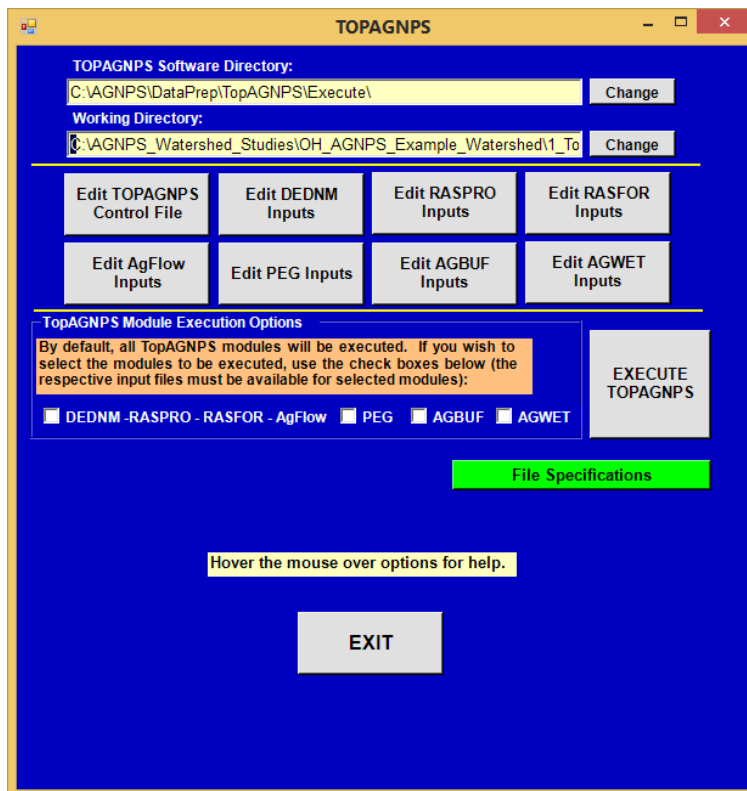 TOPAGNPS
TOPAGNPS Software Directory:
C:\AGNPS\DataPrep\TopAGNPS\Execute\
Change
Working Directory:
C:\AGNPS_Watershed_Studies\OH_AGNPS_Example_Watershed\1_To
Change
Edit TOPAGNPS
Control File
Edit DEDNM
Inputs
Edit RASPRO
Inputs
Edit RASFOR
Inputs
Edit AgFlow
Inputs
Edit PEG Inputs
Edit AGBUF
Inputs
Edit AGWET
Inputs
TopAGNPS Module Execution Options
By default, all TopAGNPS modules will be executed. If you wish to
select the modules to be executed, use the check boxes below (the
respective input files must be available for selected modules):
DEDNM -RASPRO - RASFOR - AgFlow
PEG
AGBUF
AGWET
EXECUTE
TOPAGNPS
File Specifications
Hover the mouse over options for help.
EXIT